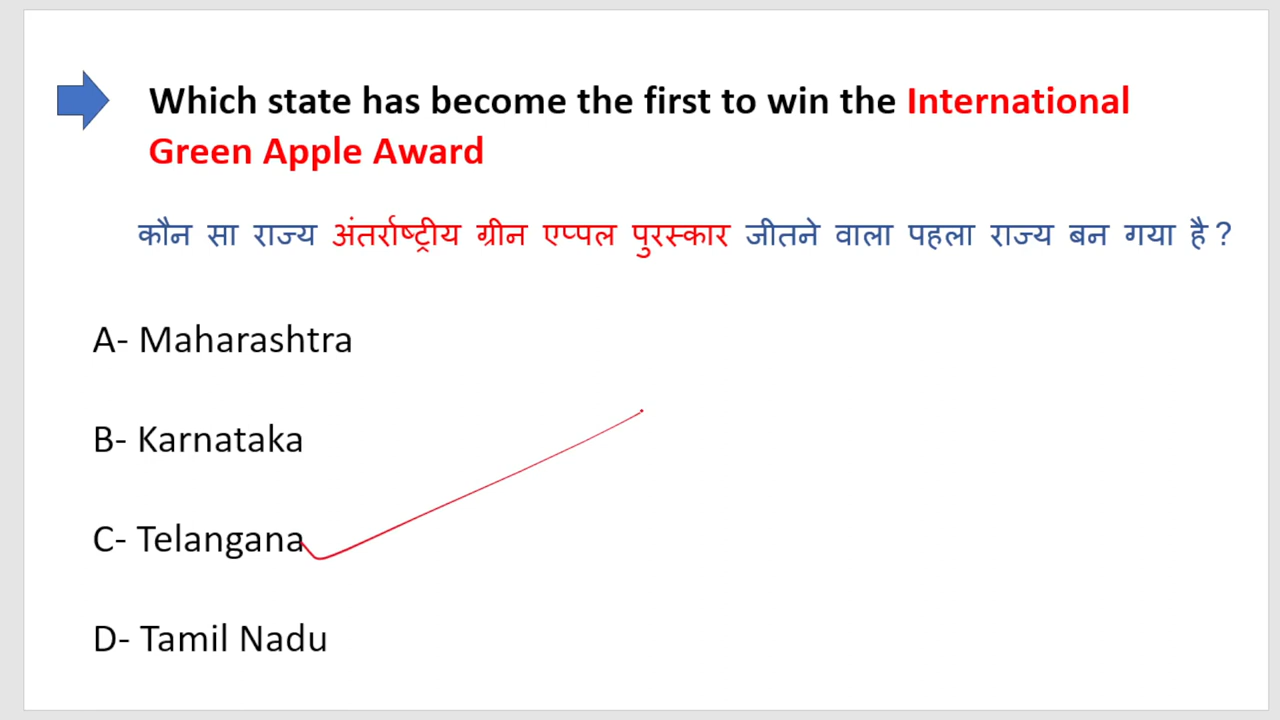 Which state has become the first to win the International
Green Apple Award
कौन सा राज्य अंतर्राष्ट्रीय ग्रीन एप्पल पुरस्कार जीतने वाला पहला राज्य बन गया है ?
A- Maharashtra
B- Karnataka
C- Telangana
D- Tamil Nadu